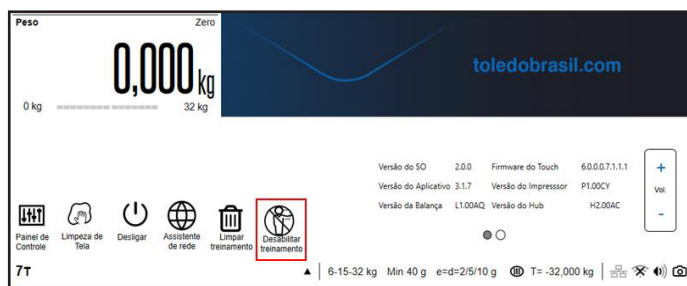 Peso Zero
0,000 kg
0 kg 32 kg
toledobrasil.com
Versão do SO 2.0.0 Firmware do Touch 6.0.0.0.7.1.1.1
Versão do Aplicativo 3.1.7 Versão do Impresssor P1.00CY
Versão da Balança L1.00AQ Versão do Hub H2.00AC
+
Vol.
-
Painel de Controle
Limpeza de Tela
Desligar
Assistente de rede
Limpar treinamento
Desabilitar treinamento
7T
6-15-32 kg Min 40 g e=d=2/5/10 g T= -32,000 kg